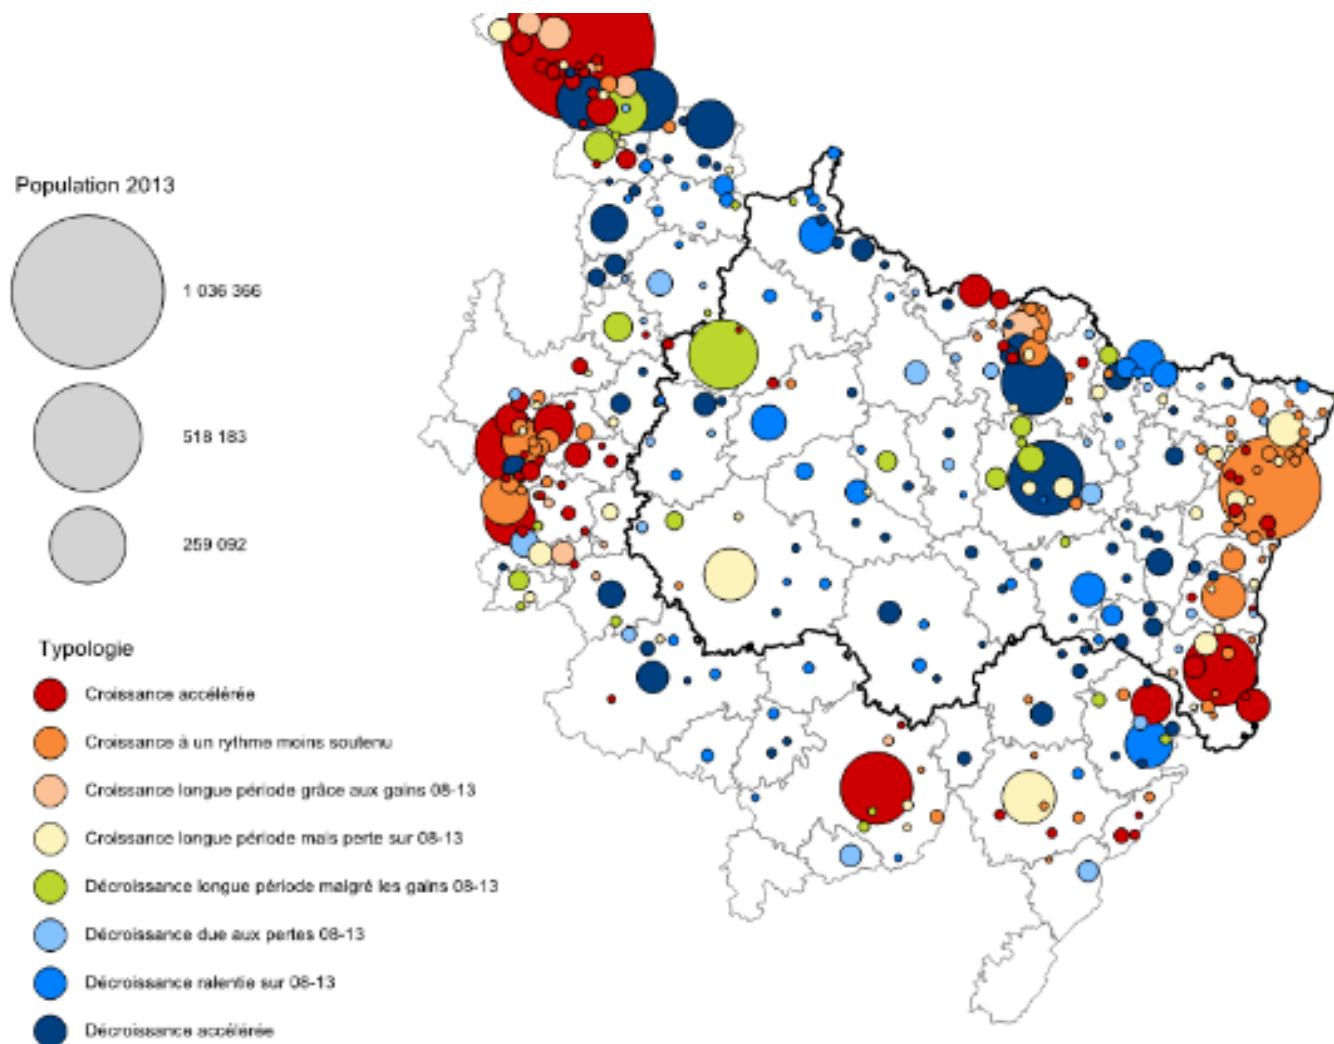 Population 2013
1 036 366
518 183
259 092
Typologie
Croissance accélérée
Croissance à un rythme moins soutenu
Croissance longue période grâce aux gains 08-13
Croissance longue période mais perte sur 08-13
Décroissance longue période malgré les gains 08-13
Décroissance due aux pertes 08-13
Décroissance ralentie sur 08-13
Décroissance accélérée